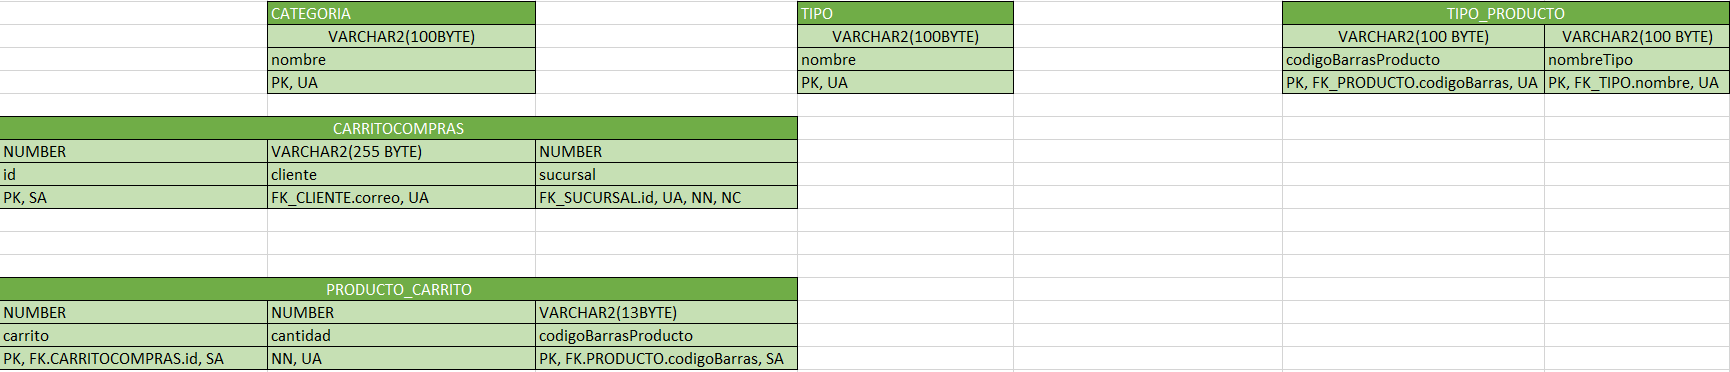 CATEGORIA
VARCHAR2(100BYTE)
nombre
PK, UA
TIPO
VARCHAR2(100BYTE)
nombre
PK, UA
TIPO_PRODUCTO
VARCHAR2(100 BYTE) VARCHAR2(100 BYTE)
codigoBarrasProducto nombreTipo
PK, FK_PRODUCTO.codigoBarras, UA PK, FK_TIPO.nombre, UA
CARRITOCOMPRAS
NUMBER VARCHAR2(255 BYTE) NUMBER
id cliente sucursal
PK, SA FK_CLIENTE.correo, UA FK_SUCURSAL.id, UA, NN, NC
PRODUCTO_CARRITO
NUMBER NUMBER VARCHAR2(13BYTE)
carrito cantidad codigoBarrasProducto
PK, FK.CARRITOCOMPRAS.id, SA NN, UA PK, FK.PRODUCTO.codigoBarras, SA